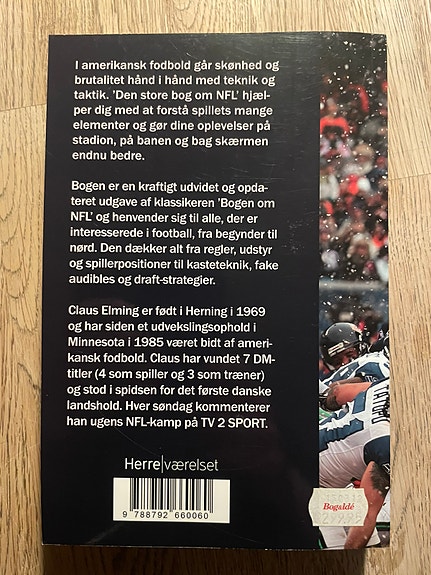 I amerikansk fodbold går skønhed og
brutalitet hånd i hånd med teknik og
taktik. 'Den store bog om NFL' hjæl-
per dig med at forstå spillets mange
elementer og gør dine oplevelser på
stadion, på banen og bag skærmen
endnu bedre.
Bogen er en kraftigt udvidet og opda-
teret udgave af klassikeren 'Bogen om
NFL' og henvender sig til alle, der er
interesserede i football, fra begynder til
nørd. Den dækker alt fra regler, udstyr
og spillerpositioner til kasteteknik, fake
audibles og draft-strategier.
Claus Elming er født i Herning i 1969
og har siden et udvekslingsophold i
Minnesota i 1985 været bidt af ameri-
kansk fodbold. Claus har vundet 7 DM-
titler (4 som spiller og 3 som træner)
og stod i spidsen for det første danske
landshold. Hver søndag kommenterer
han ugens NFL-kamp på TV 2 SPORT.
Herre|værelset
9 788792 660060
Bogaldé
299,95